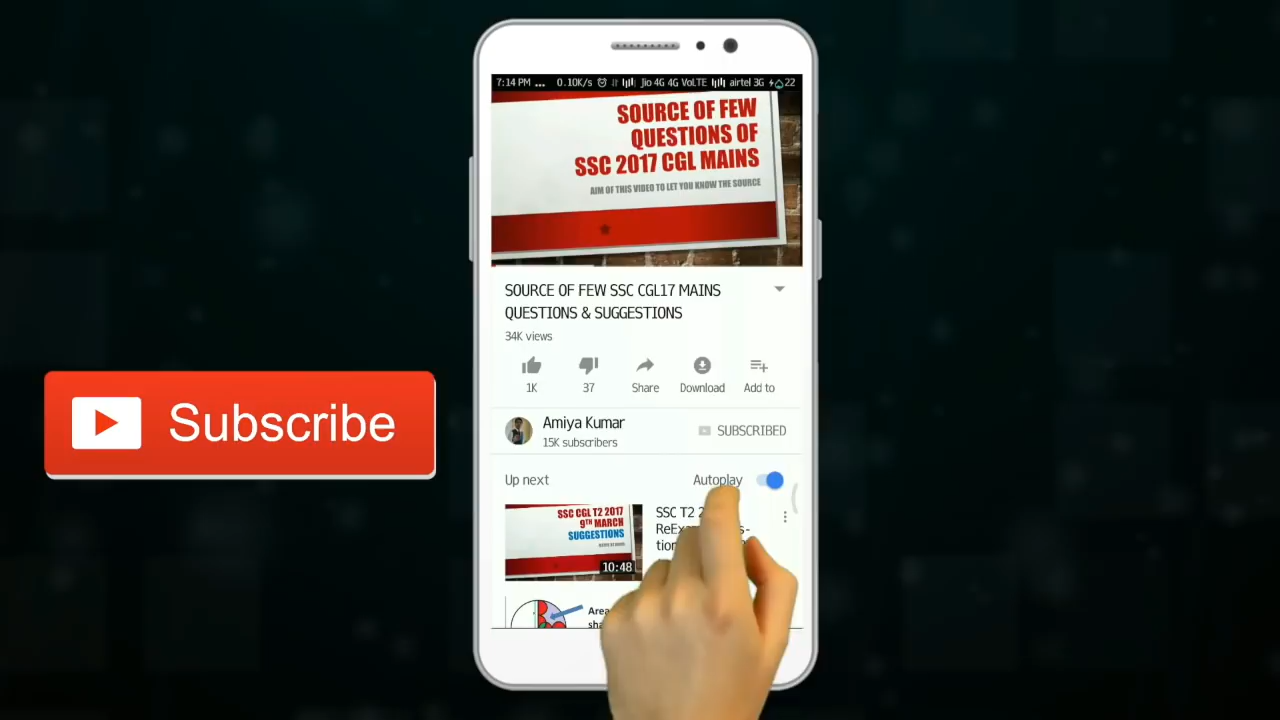 7:14 PM ... 0.10K/s Jio 4G 4G VoLTE airtel 3G 22
SOURCE OF FEW
QUESTIONS OF
SSC 2017 CGL MAINS
AIM OF THIS VIDEO TO LET YOU KNOW THE SOURCE
SOURCE OF FEW SSC CGL17 MAINS
QUESTIONS & SUGGESTIONS
34K views
1K 37 Share Download Add to
Subscribe
Amiya Kumar
15K subscribers
SUBSCRIBED
Up next Autoplay
SSC CGL T2 2017
9TH MARCH
SUGGESTIONS
10:48
SSC T2
Area